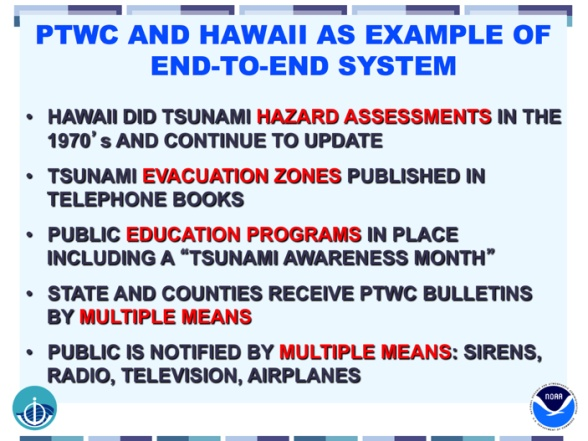 PTWC AND HAWAII AS EXAMPLE OF
END-TO-END SYSTEM
• HAWAII DID TSUNAMI HAZARD ASSESSMENTS IN THE
1970’s AND CONTINUE TO UPDATE
• TSUNAMI EVACUATION ZONES PUBLISHED IN
TELEPHONE BOOKS
• PUBLIC EDUCATION PROGRAMS IN PLACE
INCLUDING A “TSUNAMI AWARENESS MONTH”
• STATE AND COUNTIES RECEIVE PTWC BULLETINS
BY MULTIPLE MEANS
• PUBLIC IS NOTIFIED BY MULTIPLE MEANS: SIRENS,
RADIO, TELEVISION, AIRPLANES
NOAA